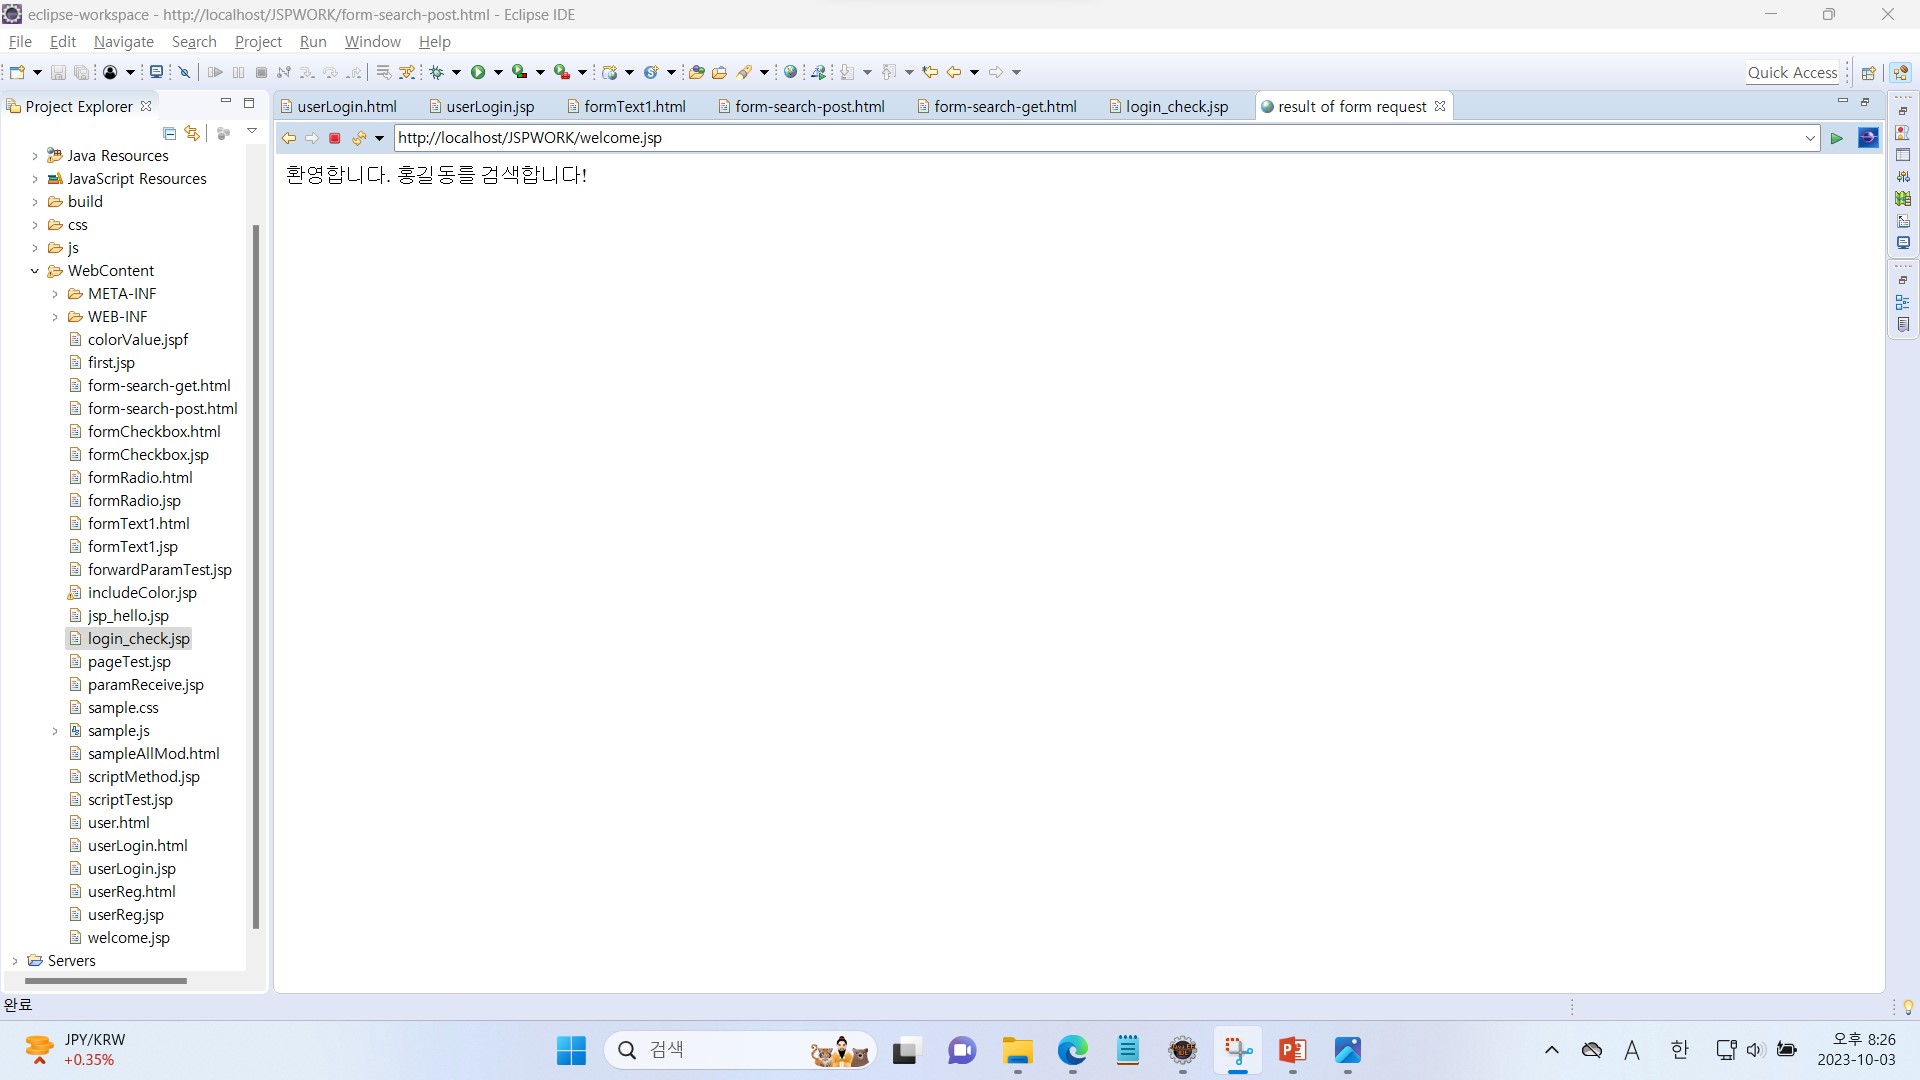 eclipse-workspace - http://localhost/JSPWORK/form-search-post.html - Eclipse IDE
File Edit Navigate Search Project Run Window Help
Quick Access
Project Explorer
userLogin.html userLogin.jsp formText1.html form-search-post.html form-search-get.html login_check.jsp result of form request
http://localhost/JSPWORK/welcome.jsp
환영합니다. 홍길동를 검색합니다!
Java Resources
JavaScript Resources
build
css
js
WebContent
META-INF
WEB-INF
colorValue.jspf
first.jsp
form-search-get.html
form-search-post.html
formCheckbox.html
formCheckbox.jsp
formRadio.html
formRadio.jsp
formText1.html
formText1.jsp
forwardParamTest.jsp
includeColor.jsp
jsp_hello.jsp
login_check.jsp
pageTest.jsp
paramReceive.jsp
sample.css
sample.js
sampleAllMod.html
scriptMethod.jsp
scriptTest.jsp
user.html
userLogin.html
userLogin.jsp
userReg.html
userReg.jsp
welcome.jsp
Servers
완료
JPY/KRW
+0.35%
검색
A 한
오후 8:26
2023-10-03